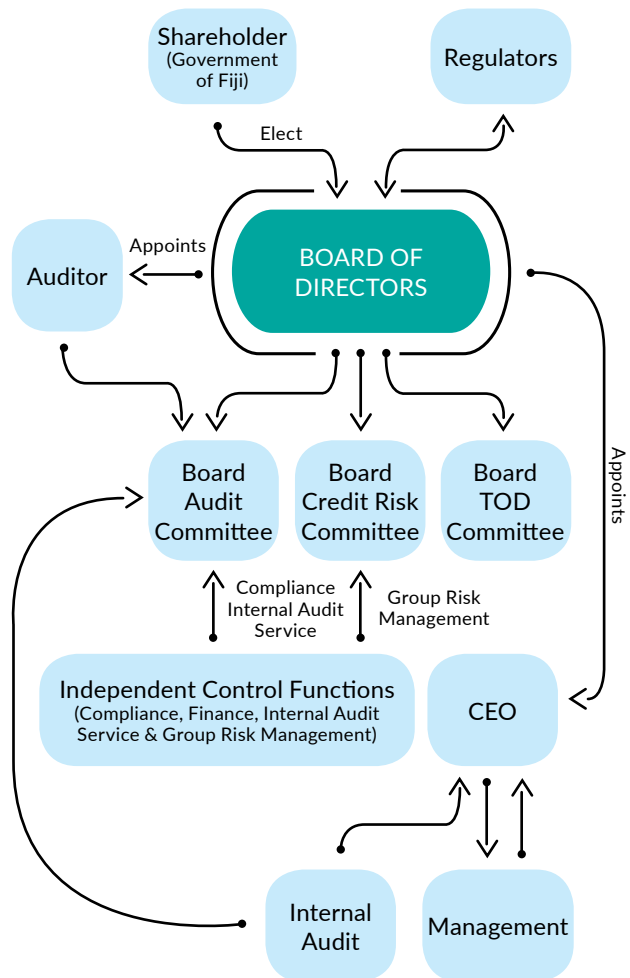 Shareholder
(Government
of Fiji)
Regulators
Elect
Appoints
Auditor
BOARD OF
DIRECTORS
Appoints
Board
Audit
Committee
Board
Credit Risk
Committee
Board
TOD
Committee
Compliance
Internal Audit
Service
Group Risk
Management
Independent Control Functions
(Compliance, Finance, Internal Audit
Service & Group Risk Management)
CEO
Internal
Audit
Management